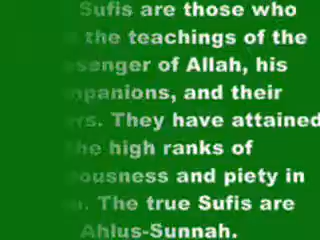 Sufis are those who
the teachings of the
of Allah, his
and their
They have attained
the high ranks of
and piety in
The true Sufis are
Ahlus-Sunnah.